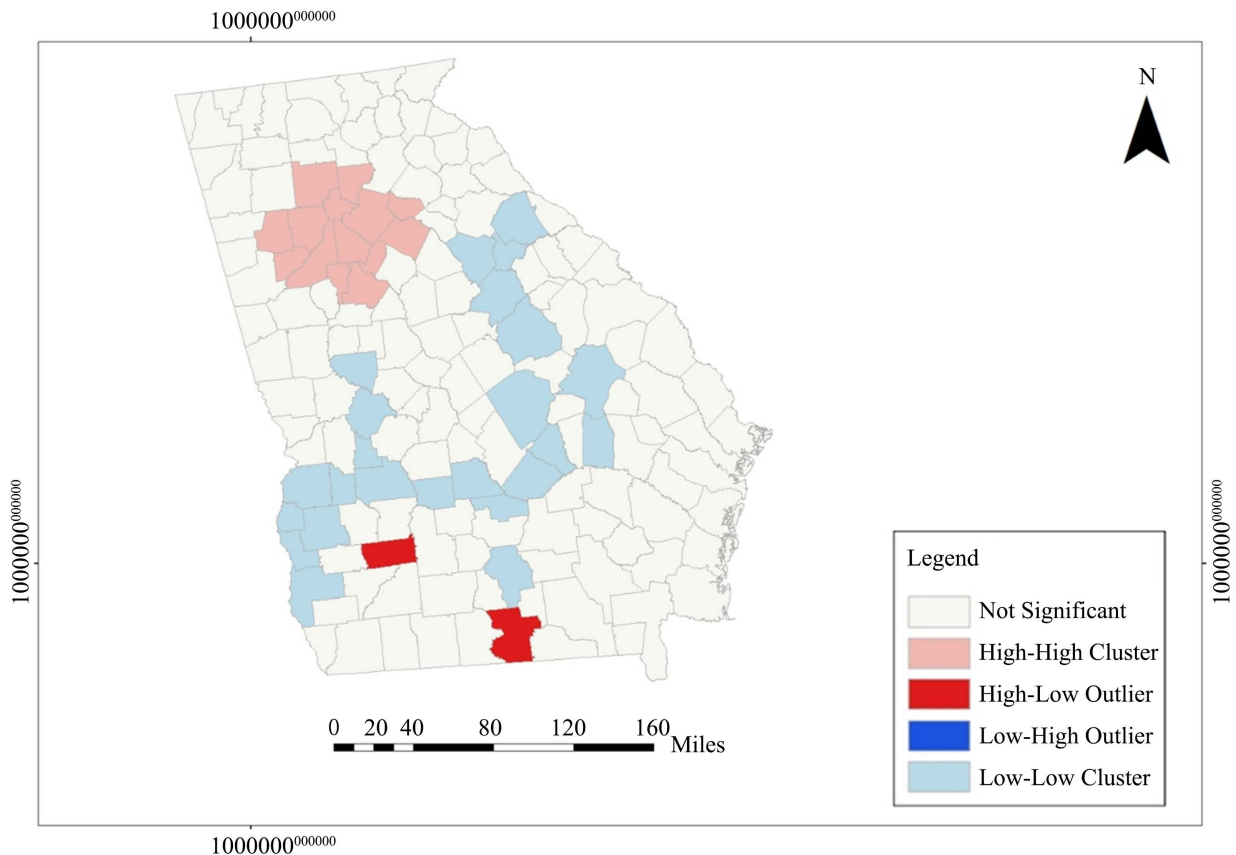 1000000000000
N
1000000000000
1000000000000
Legend
Not Significant
High-High Cluster
High-Low Outlier
Low-High Outlier
Low-Low Cluster
0 20 40 80 120 160 Miles
1000000000000